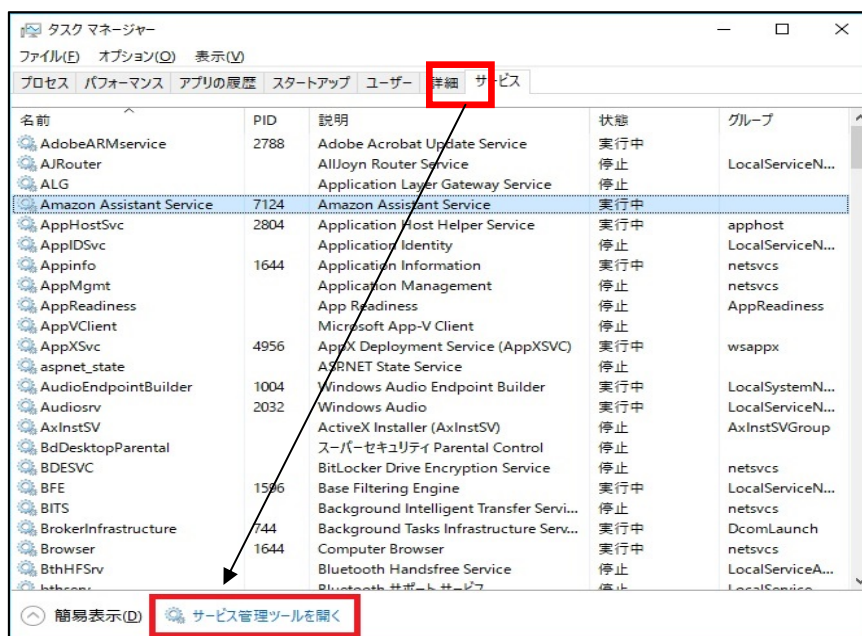 タスク マネージャー
ファイル(F) オプション(O) 表示(V)
プロセス パフォーマンス アプリの履歴 スタートアップ ユーザー 詳細 サービス
名前 PID 説明 状態 グループ
AdobeARMservice 2788 Adobe Acrobat Update Service 実行中
AJRouter AllJoyn Router Service 停止 LocalServiceN...
ALG Application Layer Gateway Service 停止
Amazon Assistant Service 7124 Amazon Assistant Service 実行中
AppHostSvc 2804 Application Host Helper Service 実行中 apphost
AppIDSvc Application Identity 停止 LocalServiceN...
Appinfo 1644 Application Information 実行中 netsvcs
AppMgmt Application Management 停止 netsvcs
AppReadiness App Readiness 停止 AppReadiness
AppVClient Microsoft App-V Client 停止
AppXSvc 4956 AppX Deployment Service (AppXSVC) 実行中 wsappx
aspnet_state ASP.NET State Service 停止
AudioEndpointBuilder 1004 Windows Audio Endpoint Builder 実行中 LocalSystemN...
Audiosrv 2032 Windows Audio 実行中 LocalServiceN...
AxInstSV ActiveX Installer (AxInstSV) 停止 AxInstSVGroup
BdDesktopParental スーパーセキュリティ Parental Control 停止
BDESVC BitLocker Drive Encryption Service 停止 netsvcs
BFE 1596 Base Filtering Engine 実行中 LocalServiceN...
BITS Background Intelligent Transfer Servi... 停止 netsvcs
BrokerInfrastructure 744 Background Tasks Infrastructure Serv... 実行中 DcomLaunch
Browser 1644 Computer Browser 実行中 netsvcs
BthHFSrv Bluetooth Handsfree Service 停止 LocalServiceA...
bthserv Bluetooth サポート サービス 停止 LocalService
簡易表示(D) サービス管理ツールを開く